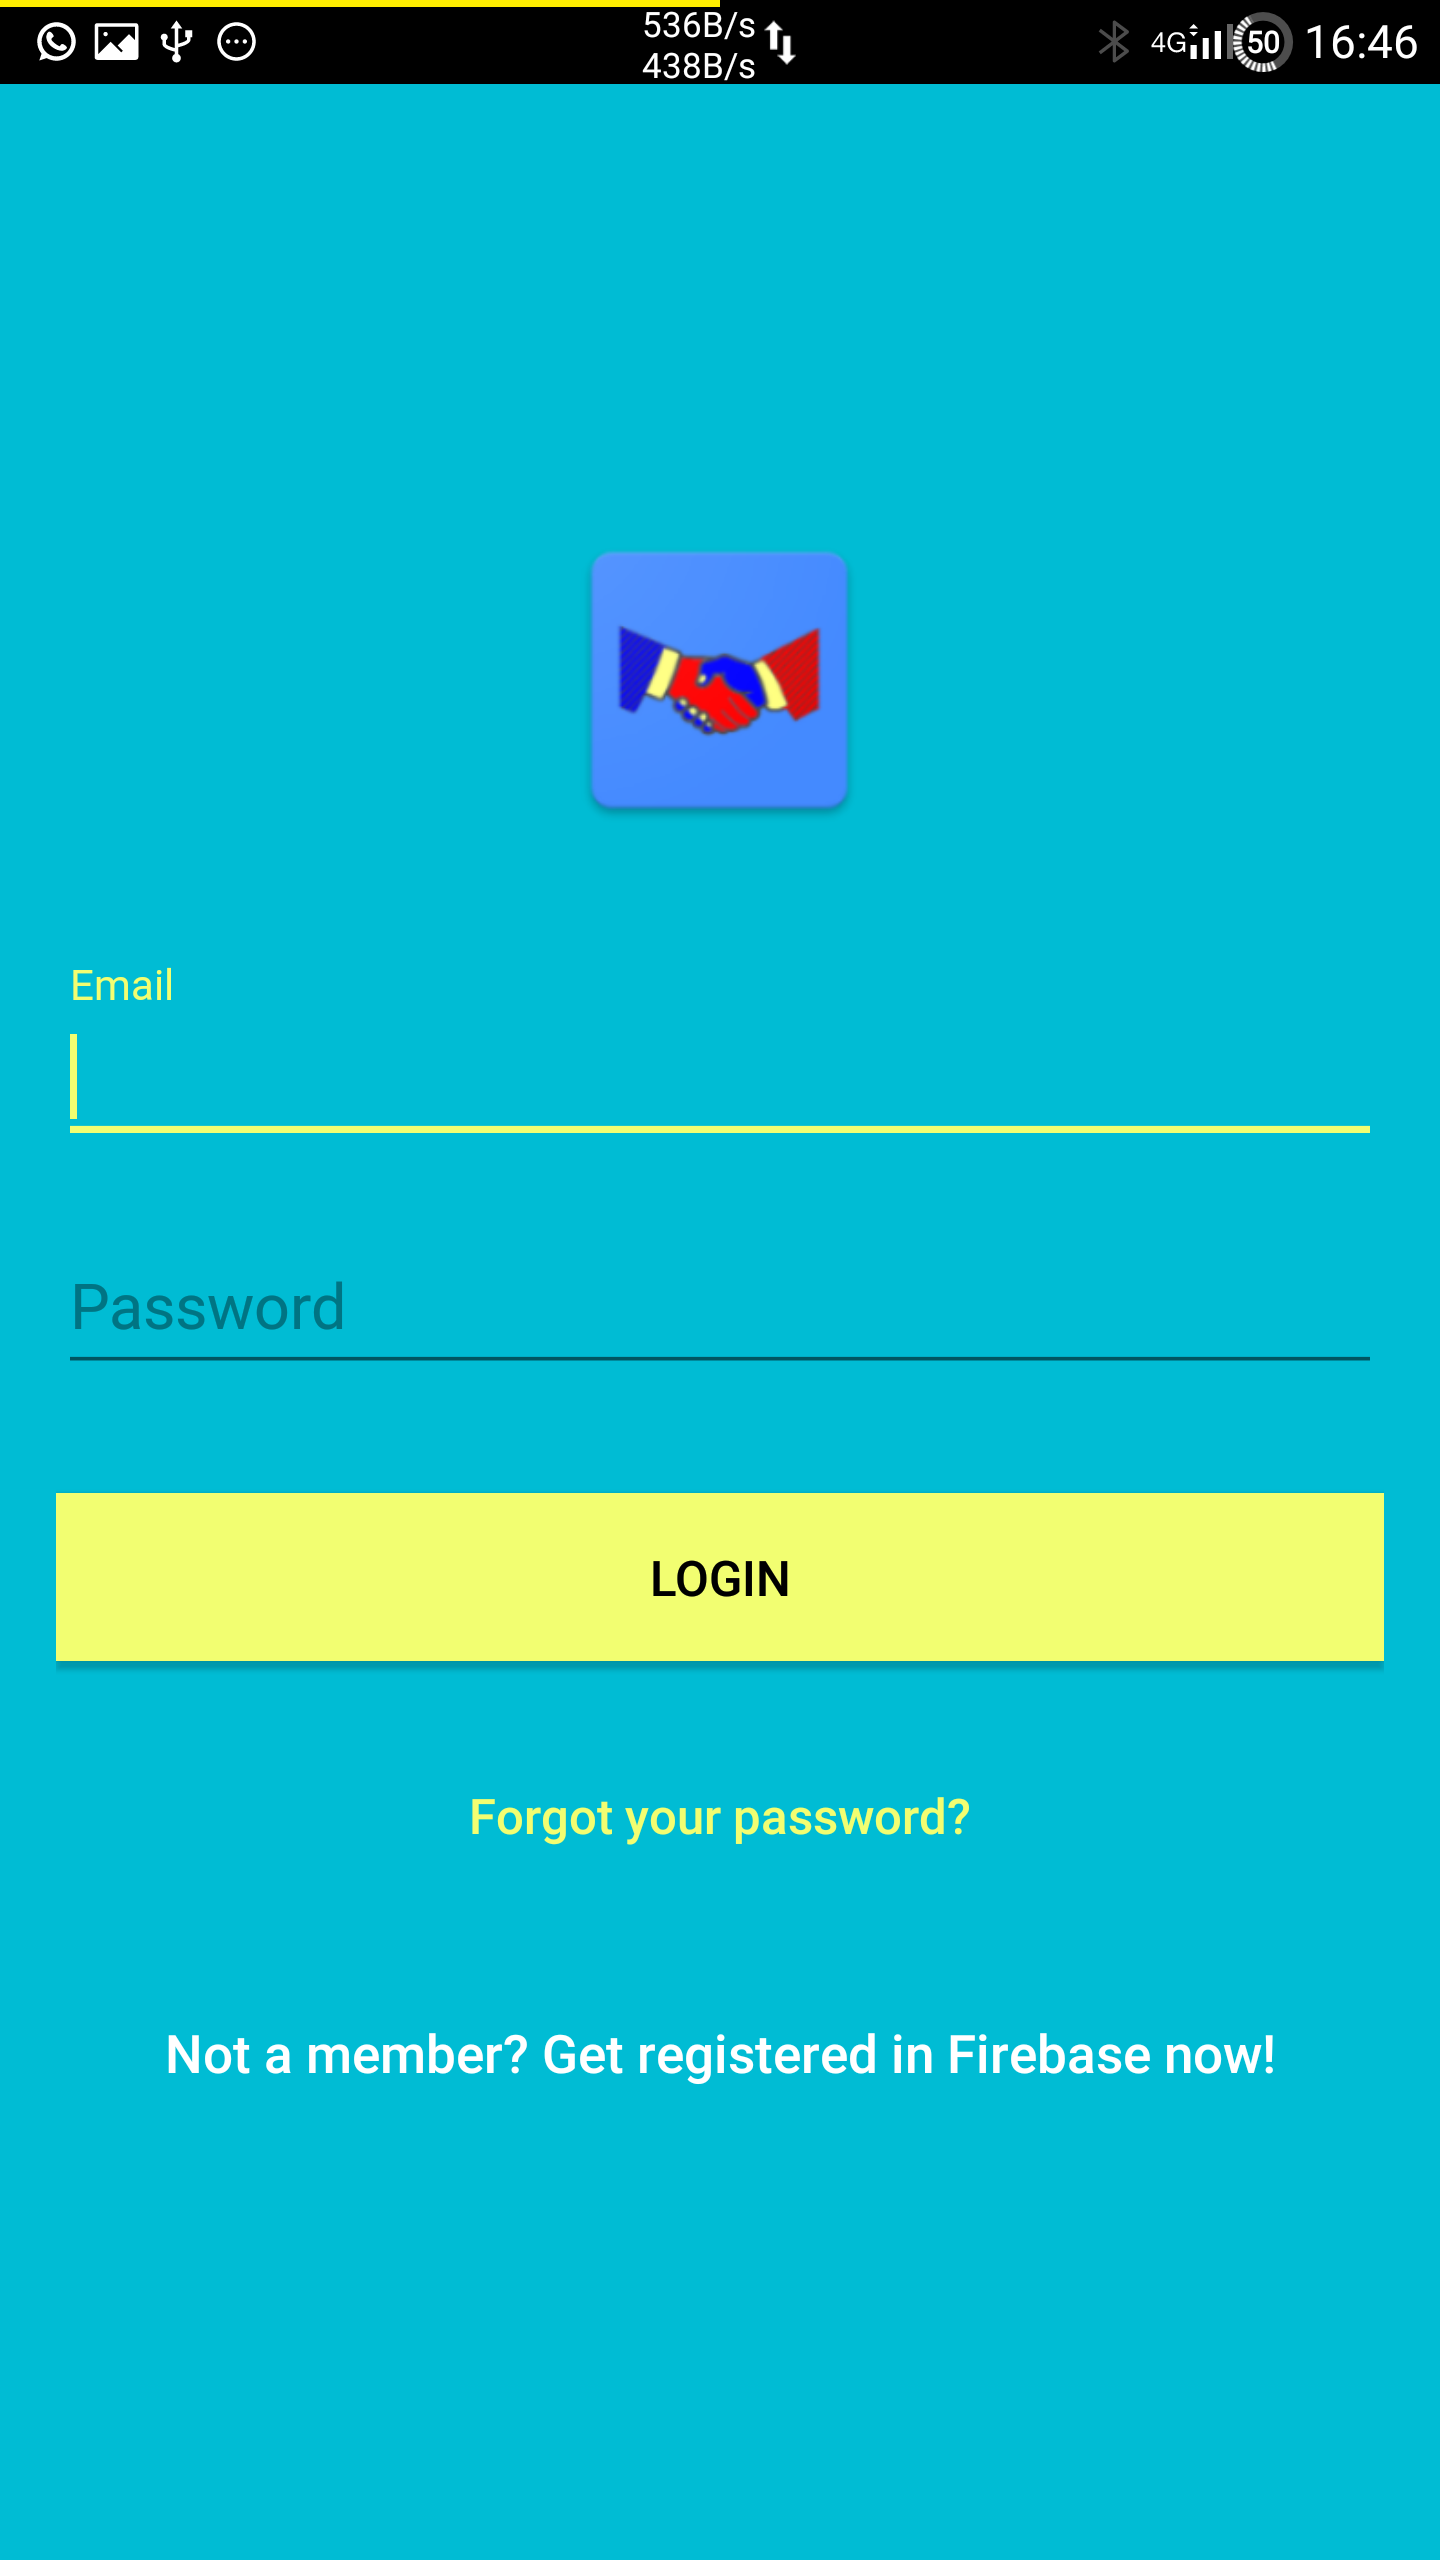 536B/s
438B/s
4G 50 16:46
Email
Password
LOGIN
Forgot your password?
Not a member? Get registered in Firebase now!